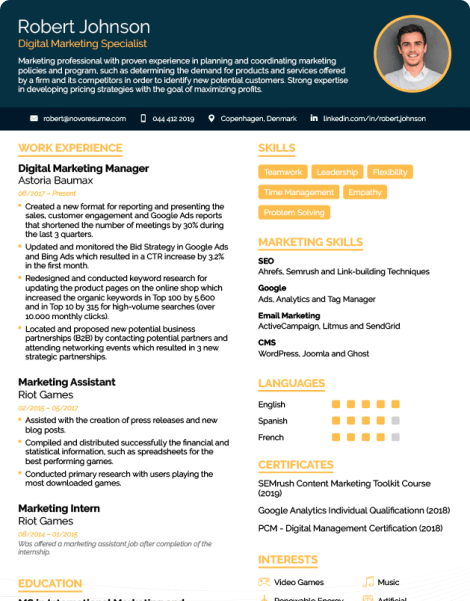 Robert Johnson
Digital Marketing Specialist
Marketing professional with proven experience in planning and coordinating marketing
policies and program, such as determining the demand for products and services offered
by a firm and its competitors in order to identify new potential customers. Strong expertise
in developing pricing strategies with the goal of maximizing profits.
robert@novoresume.com
044 412 2019
Copenhagen, Denmark
linkedin.com/in/robert.johnson
WORK EXPERIENCE
Digital Marketing Manager
Astoria Baumax
06/2017 – Present
Created a new format for reporting and presenting the
sales, customer engagement and Google Ads reports
that shortened the number of meetings by 30% during
the last 3 quarters.
Updated and monitored the Bid Strategy in Google Ads
and Bing Ads which resulted in a CTR increase by 3.2%
in the first month.
Redesigned and conducted keyword research for
updating the product pages on the online shop which
increased the organic keywords in Top 100 by 5,600
and in Top 10 by 315 for high-volume searches (over
10.000 monthly clicks).
Located and proposed new potential business
partnerships (B2B) by contacting potential partners and
attending networking events which resulted in 3 new
strategic partnerships.
Marketing Assistant
Riot Games
02/2015 – 05/2017
Assisted with the creation of press releases and new
blog posts.
Compiled and distributed successfully the financial and
statistical information, such as spreadsheets for the
best performing games.
Conducted primary research with users playing the
most downloaded games.
Marketing Intern
Riot Games
06/2014 – 01/2015
Was offered a marketing assistant job after completion of the
internship.
EDUCATION
MS in International Marketing and
SKILLS
Teamwork
Leadership
Flexibility
Time Management
Empathy
Problem Solving
MARKETING SKILLS
SEO
Ahrefs, Semrush and Link-building Techniques
Google
Ads, Analytics and Tag Manager
Email Marketing
ActiveCampaign, Litmus and SendGrid
CMS
WordPress, Joomla and Ghost
LANGUAGES
English
Spanish
French
CERTIFICATES
SEMrush Content Marketing Toolkit Course
(2019)
Google Analytics Individual Qualificationn (2018)
PCM - Digital Management Certification (2018)
INTERESTS
Video Games
Music
Renewable Energy
Artificial